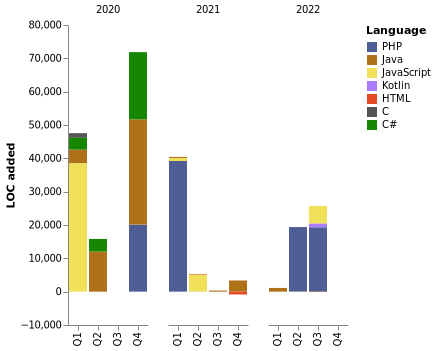 2020 2021 2022
80,000
70,000
60,000
50,000
40,000
30,000
20,000
10,000
0
−10,000
LOC added
Q1 Q2 Q3 Q4 Q1 Q2 Q3 Q4 Q1 Q2 Q3 Q4
Language
PHP
Java
JavaScript
Kotlin
HTML
C
C#